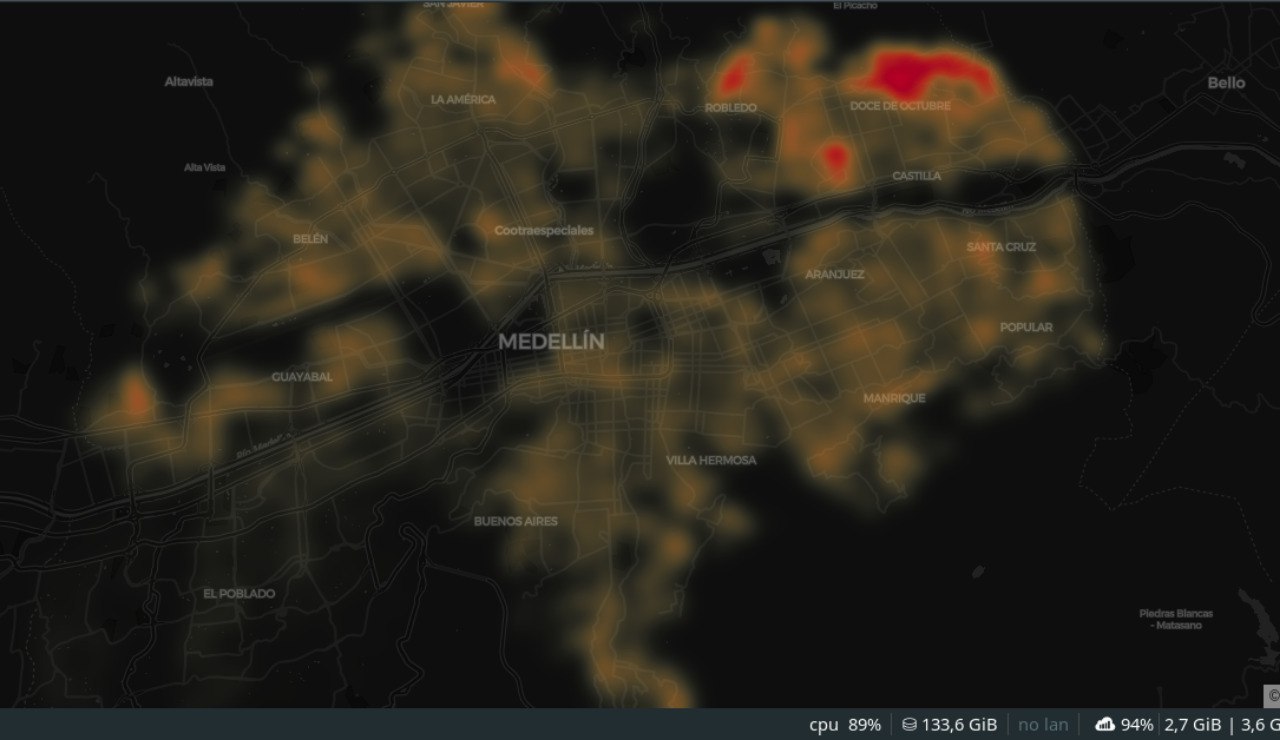 SAN JAVIER
El Picacho
Altavista
Bello
LA AMÉRICA
ROBLEDO
DOCE DE OCTUBRE
Alta Vista
CASTILLA
BELÉN
Cootraespeciales
SANTA CRUZ
ARANJUEZ
POPULAR
MEDELLÍN
GUAYABAL
MANRIQUE
Río Medellín
VILLA HERMOSA
BUENOS AIRES
EL POBLADO
Piedras Blancas
- Matasano
©
cpu 89% 133,6 GiB no lan 94% 2,7 GiB | 3,6 G